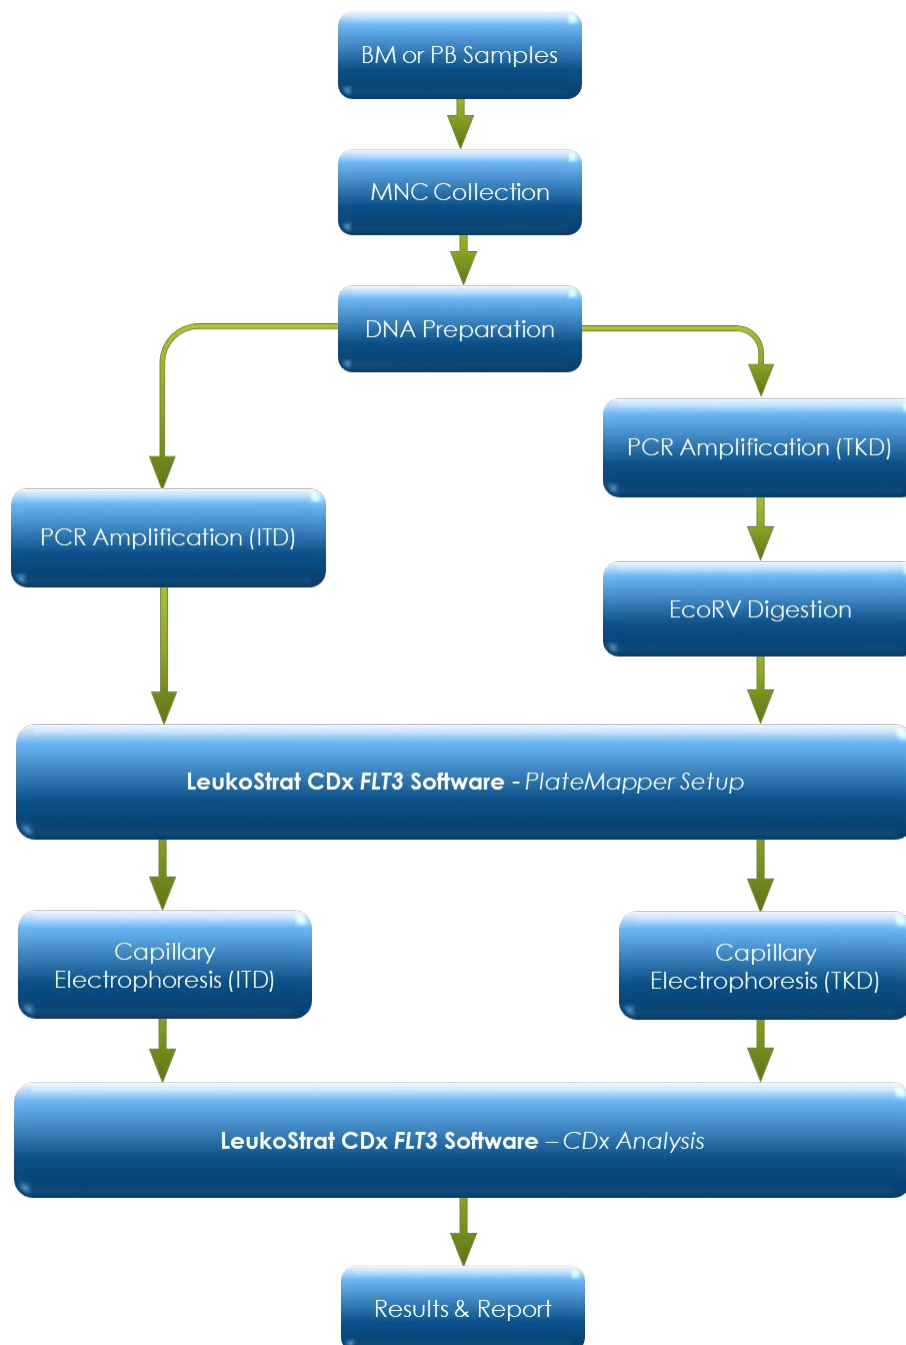 BM or PB Samples
MNC Collection
DNA Preparation
PCR Amplification (TKD)
PCR Amplification (ITD)
EcoRV Digestion
LeukoStrat CDx FLT3 Software - PlateMapper Setup
Capillary
Electrophoresis (ITD)
Capillary
Electrophoresis (TKD)
LeukoStrat CDx FLT3 Software – CDx Analysis
Results & Report